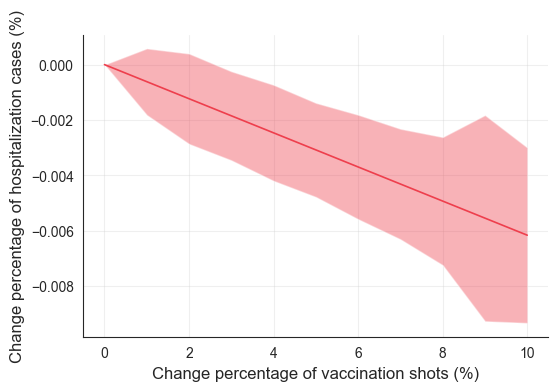 Change percentage of hospitalization cases (%)
0.000
−0.002
−0.004
−0.006
−0.008
0 2 4 6 8 10
Change percentage of vaccination shots (%)